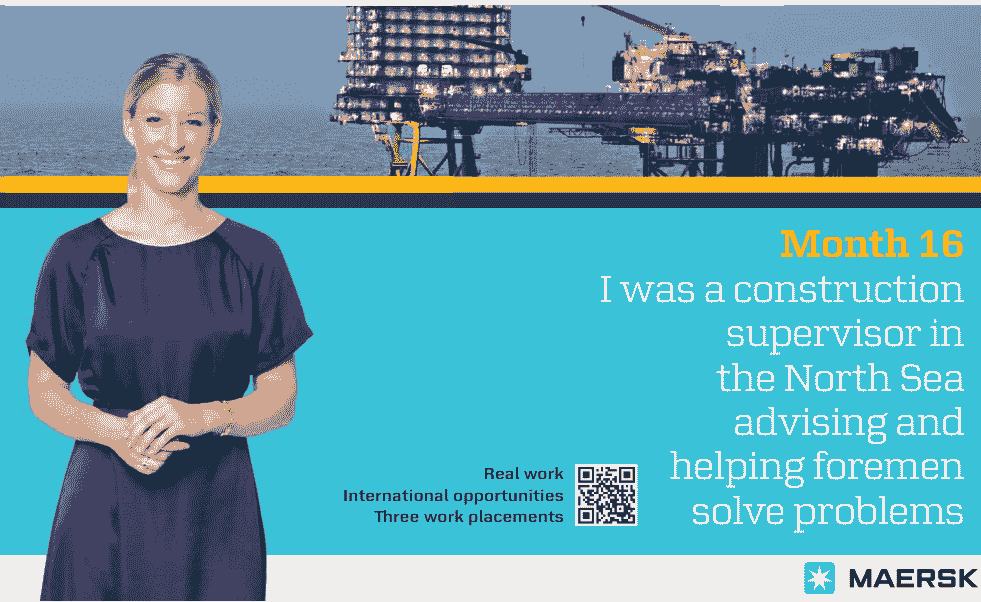 Month 16
I was a construction
supervisor in
the North Sea
advising and
helping foremen
solve problems
Real work
International opportunities
Three work placements
MAERSK